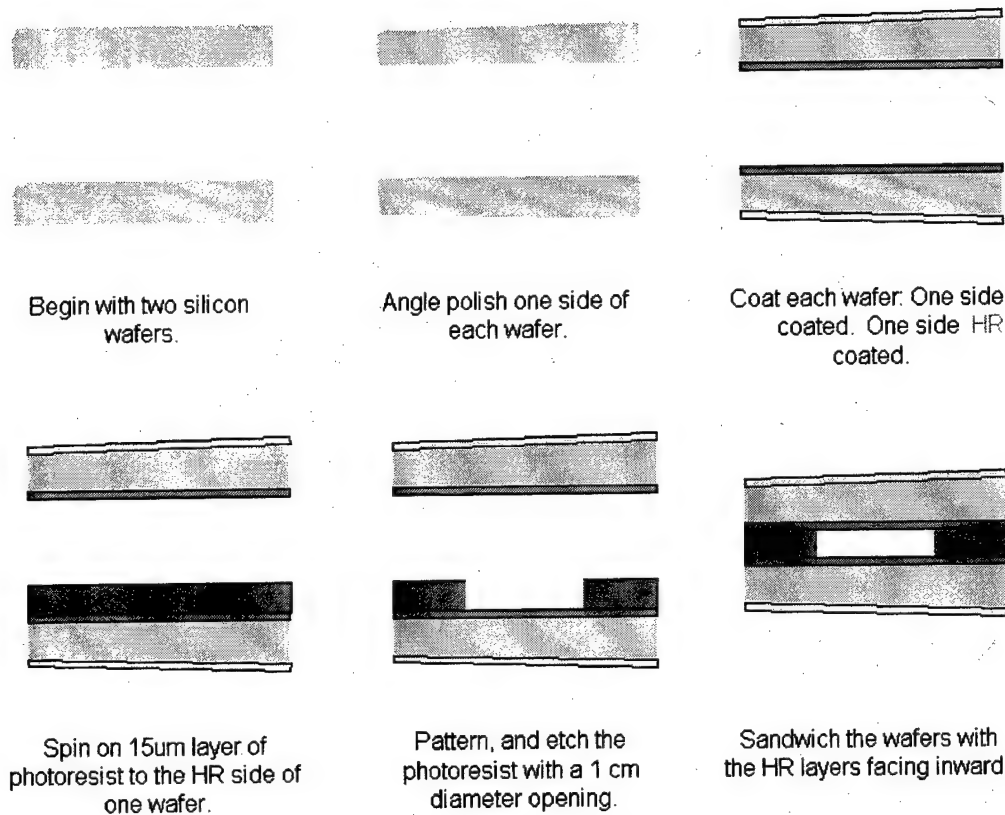 Begin with two silicon
wafers.
Angle polish one side of
each wafer.
Coat each wafer: One side
coated. One side HR
coated.
Spin on 15um layer of
photoresist to the HR side of
one wafer.
Pattern, and etch the
photoresist with a 1 cm
diameter opening.
Sandwich the wafers with
the HR layers facing inward